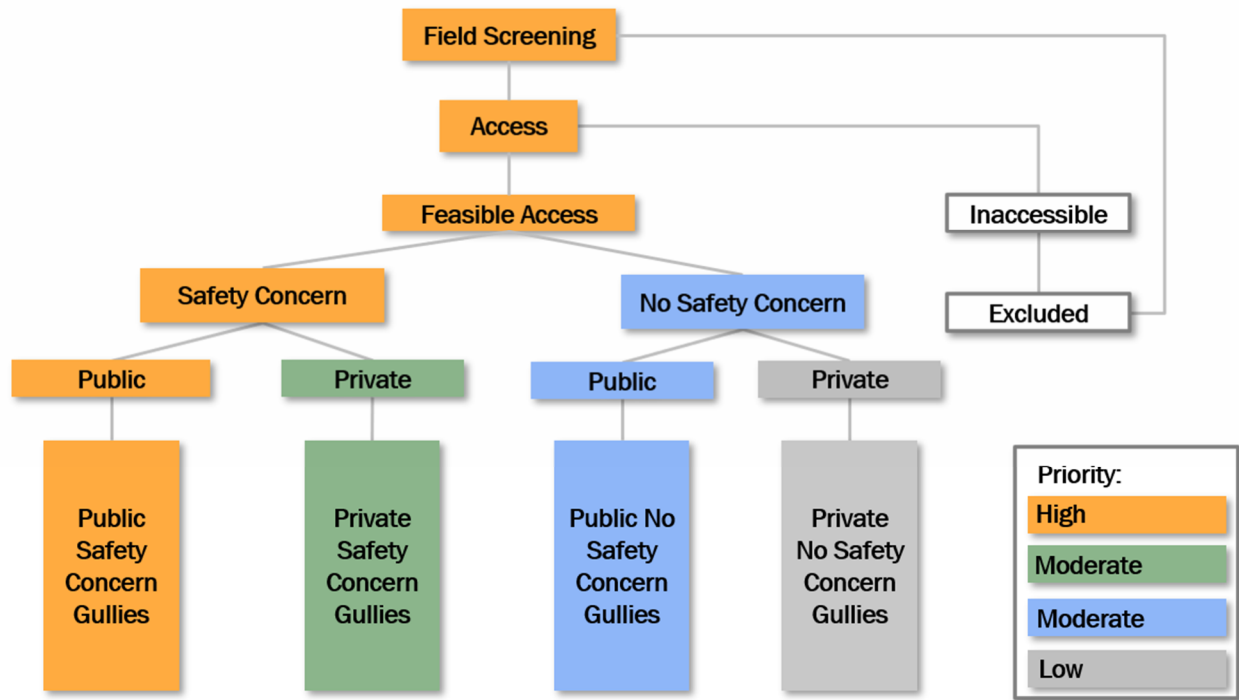 Field Screening
Access
Feasible Access
Inaccessible
Safety Concern
No Safety Concern
Excluded
Public
Private
Public
Private
Public
Safety
Concern
Gullies
Private
Safety
Concern
Gullies
Public No
Safety
Concern
Gullies
Private
No Safety
Concern
Gullies
Priority:
High
Moderate
Moderate
Low